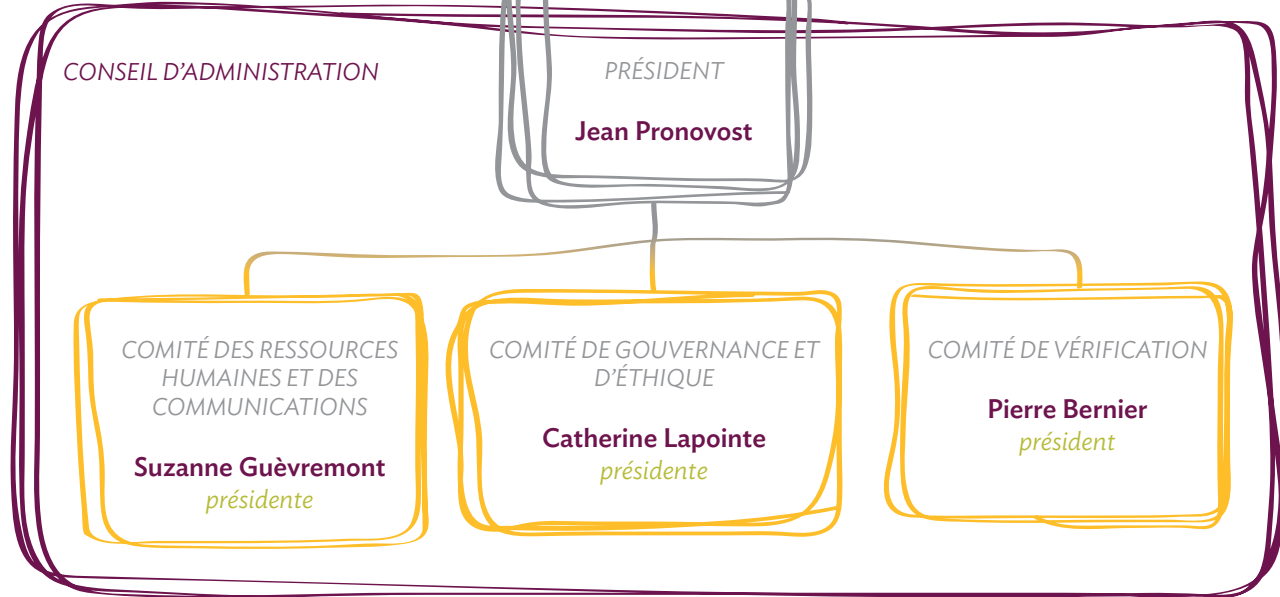 CONSEIL D'ADMINISTRATION
PRÉSIDENT
Jean Pronovost
COMITÉ DES RESSOURCES
HUMAINES ET DES
COMMUNICATIONS
Suzanne Guèvremont
présidente
COMITÉ DE GOUVERNANCE ET
D'ÉTHIQUE
Catherine Lapointe
présidente
COMITÉ DE VÉRIFICATION
Pierre Bernier
président